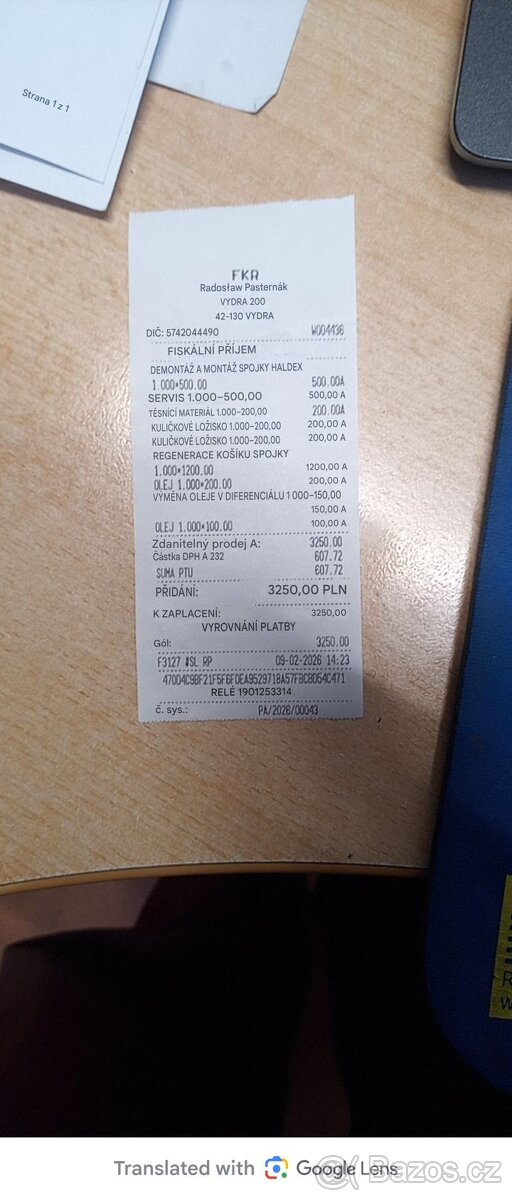 Strana 1 z 1
FKR
Radosław Pasternák
VYDRA 200
42-130 VYDRA
DIČ: 5742044490 W004436
FISKÁLNÍ PŘÍJEM
DEMONTÁŽ A MONTÁŽ SPOJKY HALDEX
1.000*500.00 500.00A
SERVIS 1.000–500,00 500,00 A
TĚSNÍCÍ MATERIÁL 1.000–200,00 200.00A
KULIČKOVÉ LOŽISKO 1.000–200,00 200,00 A
KULIČKOVÉ LOŽISKO 1.000–200,00 200,00 A
REGENERACE KOŠÍKU SPOJKY
1.000*1200.00 1200,00 A
OLEJ 1.000*200.00 200,00 A
VÝMĚNA OLEJE V DIFERENCIÁLU 1 000–150,00
150,00 A
OLEJ 1.000*100.00 100,00 A
Zdanitelný prodej A: 3250.00
Částka DPH A 232 607.72
SUMA PTU 607.72
PŘIDÁNÍ: 3250,00 PLN
K ZAPLACENÍ: 3250,00
VYROVNÁNÍ PLATBY
Gól: 3250.00
F3127 #SL RP 09-02-2026 14:23
RELÉ 1901253314
č. sys.: PA/2026/00043
Translated with Google Lens
Bazos.cz